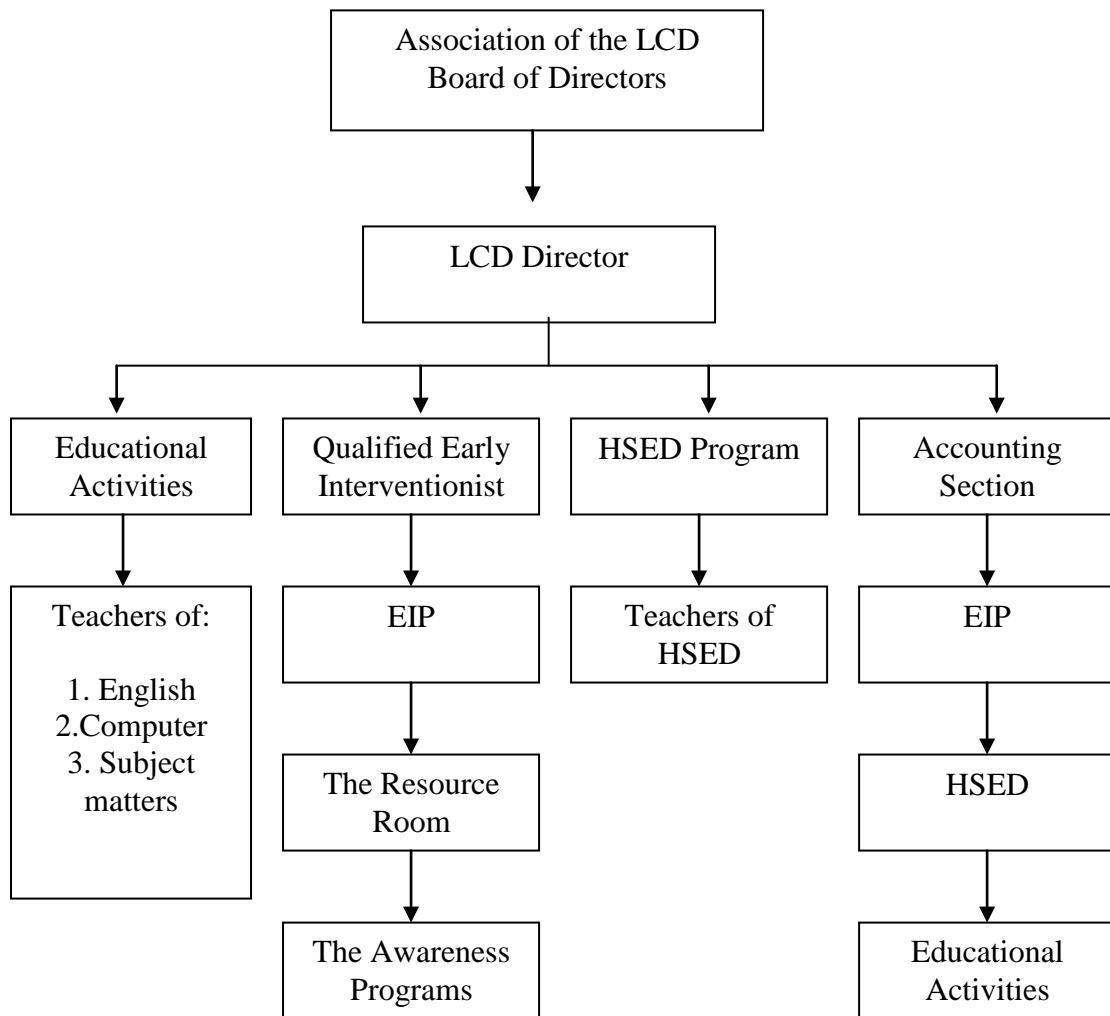 Association of the LCD
Board of Directors
LCD Director
Educational
Activities
Qualified Early
Interventionist
HSED Program
Accounting
Section
Teachers of:
1. English
2.Computer
3. Subject
matters
EIP
Teachers of
HSED
EIP
The Resource
Room
HSED
The Awareness
Programs
Educational
Activities